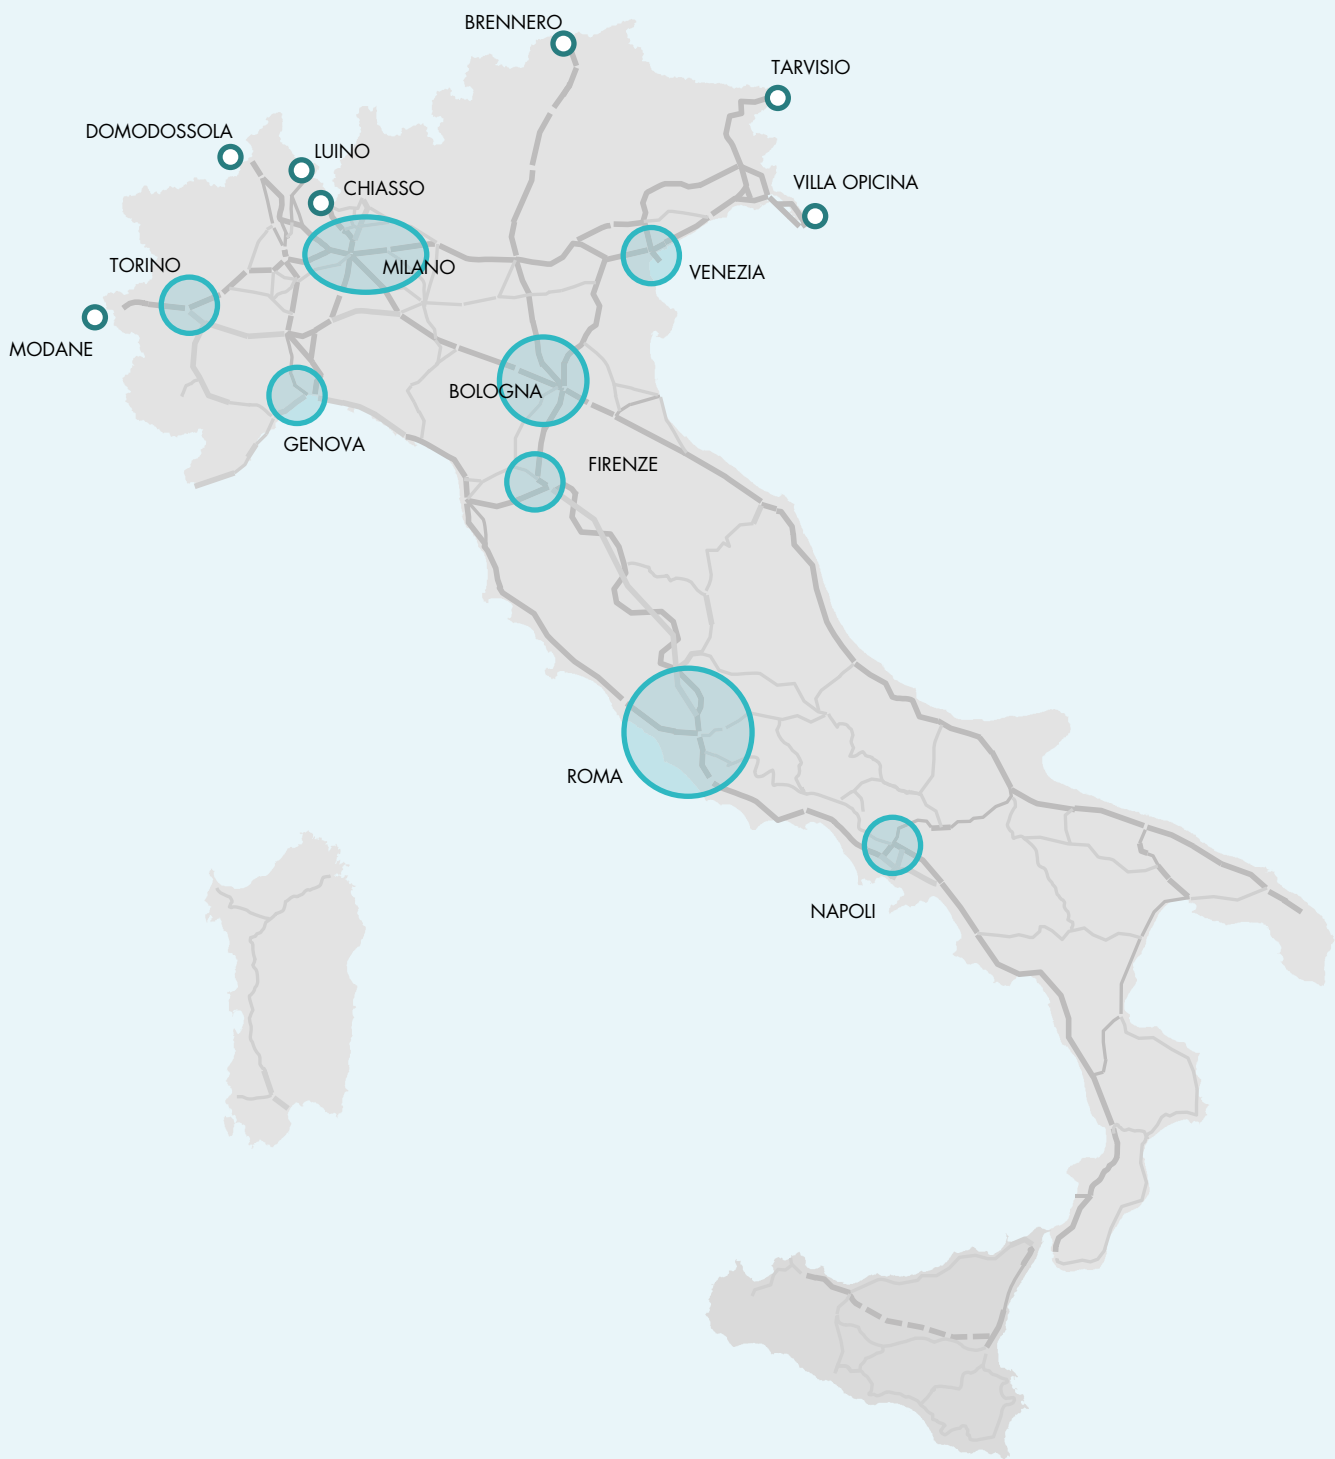 BRENNERO
TARVISIO
DOMODOSSOLA
LUINO
CHIASSO
VILLA OPICINA
TORINO
MILANO
VENEZIA
MODANE
BOLOGNA
GENOVA
FIRENZE
ROMA
NAPOLI